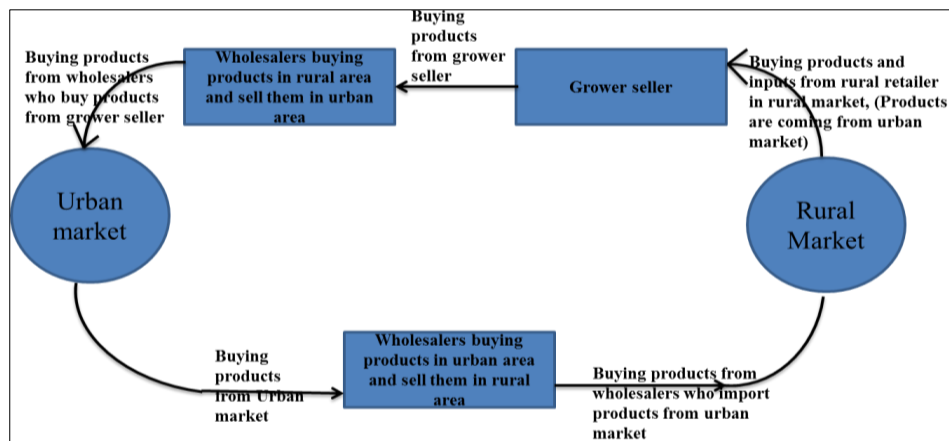 Buying products
from wholesalers
who buy products
from grower seller
Wholesalers buying
products in rural area
and sell them in urban
area
Buying
products
from grower
seller
Grower seller
Buying products and
inputs from rural retailer
in rural market, (Products
are coming from urban
market)
Urban
market
Rural
Market
Buying
products
from Urban
market
Wholesalers buying
products in urban area
and sell them in rural
area
Buying products from
wholesalers who import
products from urban
market